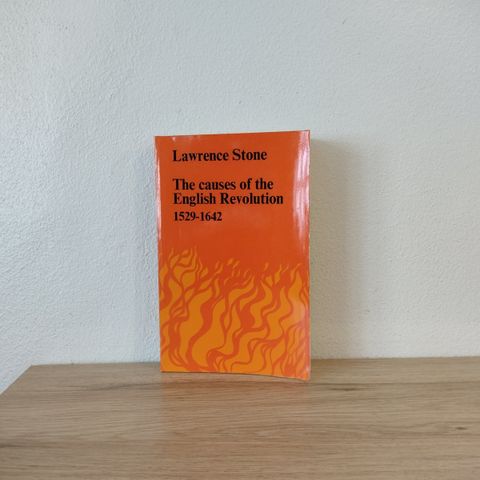 Lawrence Stone
The causes of the
English Revolution
1529-1642